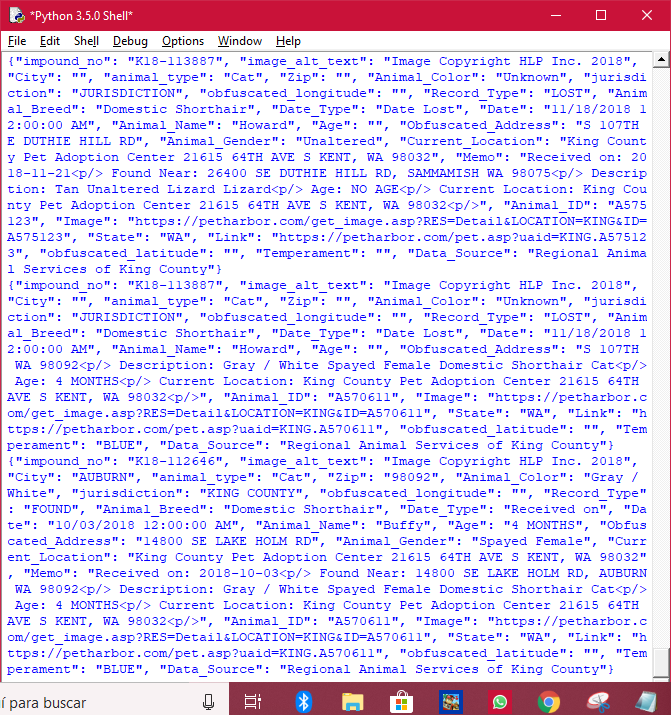 *Python 3.5.0 Shell*
File Edit Shell Debug Options Window Help
{"impound_no": "K18-113887", "image_alt_text": "Image Copyright HLP Inc. 2018",
"City": "", "animal_type": "Cat", "Zip": "", "Animal_Color": "Unknown", "jurisdi
ction": "JURISDICTION", "obfuscated_longitude": "", "Record_Type": "LOST", "Anim
al_Breed": "Domestic Shorthair", "Date_Type": "Date Lost", "Date": "11/18/2018 1
2:00:00 AM", "Animal_Name": "Howard", "Age": "", "Obfuscated_Address": "S 107TH
E DUTHIE HILL RD", "Animal_Gender": "Unaltered", "Current_Location": "King Count
y Pet Adoption Center 21615 64TH AVE S KENT, WA 98032", "Memo": "Received on: 20
18-11-21<p/> Found Near: 26400 SE DUTHIE HILL RD, SAMMAMISH WA 98075<p/> Descrip
tion: Tan Unaltered Lizard Lizard<p/> Age: NO AGE<p/> Current Location: King Cou
nty Pet Adoption Center 21615 64TH AVE S KENT, WA 98032<p/>", "Animal_ID": "A575
123", "Image": "https://petharbor.com/get_image.asp?RES=Detail&LOCATION=KING&ID=
A575123", "State": "WA", "Link": "https://petharbor.com/pet.asp?uaid=KING.A57512
3", "obfuscated_latitude": "", "Temperament": "", "Data_Source": "Regional Anima
l Services of King County"}
{"impound_no": "K18-113887", "image_alt_text": "Image Copyright HLP Inc. 2018",
"City": "", "animal_type": "Cat", "Zip": "", "Animal_Color": "Unknown", "jurisdi
ction": "JURISDICTION", "obfuscated_longitude": "", "Record_Type": "LOST", "Anim
al_Breed": "Domestic Shorthair", "Date_Type": "Date Lost", "Date": "11/18/2018 1
2:00:00 AM", "Animal_Name": "Howard", "Age": "", "Obfuscated_Address": "S 107TH
WA 98092<p/> Description: Gray / White Spayed Female Domestic Shorthair Cat<p/>
Age: 4 MONTHS<p/> Current Location: King County Pet Adoption Center 21615 64TH
AVE S KENT, WA 98032<p/>", "Animal_ID": "A570611", "Image": "https://petharbor.c
om/get_image.asp?RES=Detail&LOCATION=KING&ID=A570611", "State": "WA", "Link": "h
ttps://petharbor.com/pet.asp?uaid=KING.A570611", "obfuscated_latitude": "", "Tem
perament": "BLUE", "Data_Source": "Regional Animal Services of King County"}
{"impound_no": "K18-112646", "image_alt_text": "Image Copyright HLP Inc. 2018",
"City": "AUBURN", "animal_type": "Cat", "Zip": "98092", "Animal_Color": "Gray /
White", "jurisdiction": "KING COUNTY", "obfuscated_longitude": "", "Record_Type"
: "FOUND", "Animal_Breed": "Domestic Shorthair", "Date_Type": "Received on", "Da
te": "10/03/2018 12:00:00 AM", "Animal_Name": "Buffy", "Age": "4 MONTHS", "Obfus
cated_Address": "14800 SE LAKE HOLM RD", "Animal_Gender": "Spayed Female", "Curr
ent_Location": "King County Pet Adoption Center 21615 64TH AVE S KENT, WA 98032"
, "Memo": "Received on: 2018-10-03<p/> Found Near: 14800 SE LAKE HOLM RD, AUBURN
WA 98092<p/> Description: Gray / White Spayed Female Domestic Shorthair Cat<p/>
Age: 4 MONTHS<p/> Current Location: King County Pet Adoption Center 21615 64TH
AVE S KENT, WA 98032<p/>", "Animal_ID": "A570611", "Image": "https://petharbor.c
om/get_image.asp?RES=Detail&LOCATION=KING&ID=A570611", "State": "WA", "Link": "h
ttps://petharbor.com/pet.asp?uaid=KING.A570611", "obfuscated_latitude": "", "Tem
perament": "BLUE", "Data_Source": "Regional Animal Services of King County"}
í para buscar